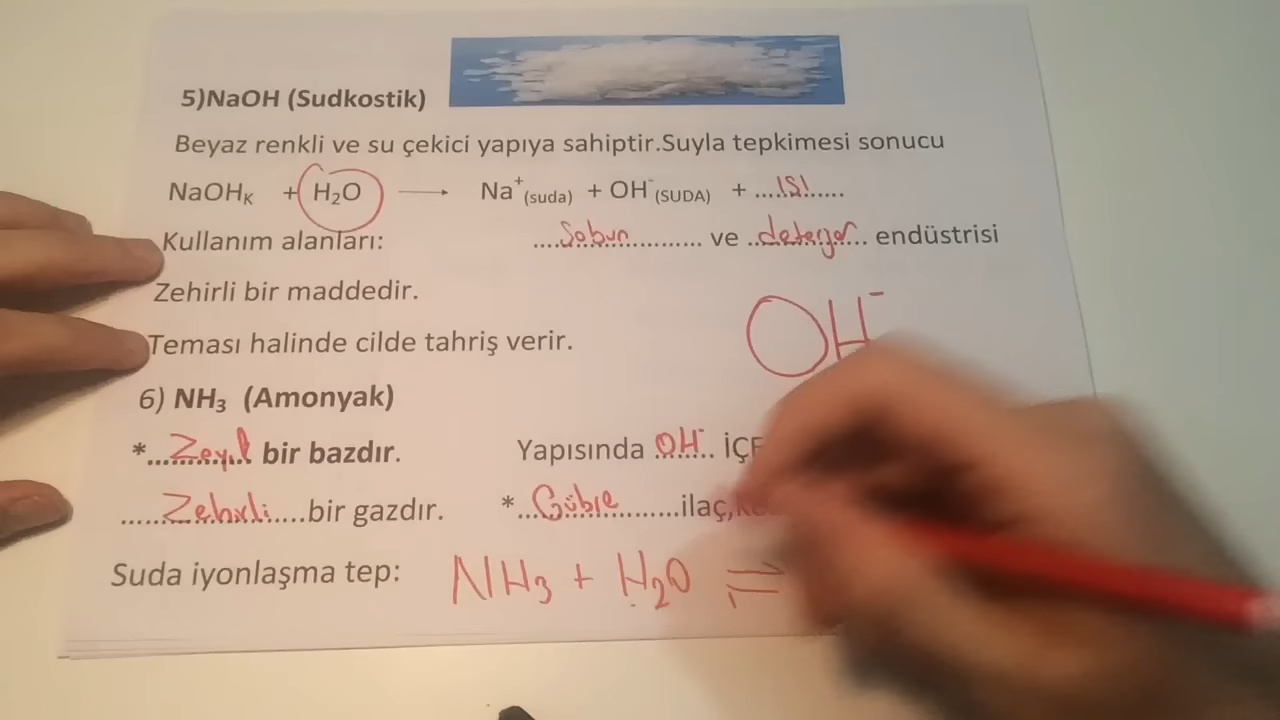 5)NaOH (Sudkostik)
Beyaz renkli ve su çekici yapıya sahiptir.Suyla tepkimesi sonucu
NaOHK + H₂O ⟶ Na⁺(suda) + OH⁻(SUDA) + ....ISI......
Kullanım alanları: ....Sabun.......... ve ..deterjan... endüstrisi
Zehirli bir maddedir.
OH⁻
Teması halinde cilde tahriş verir.
6) NH₃ (Amonyak)
*..Zayıf.. bir bazdır. Yapısında OH⁻.. 
.....Zehirli.....bir gazdır. *..Gübre.......ilaç,
Suda iyonlaşma tep: NH₃ + H₂O ⇌